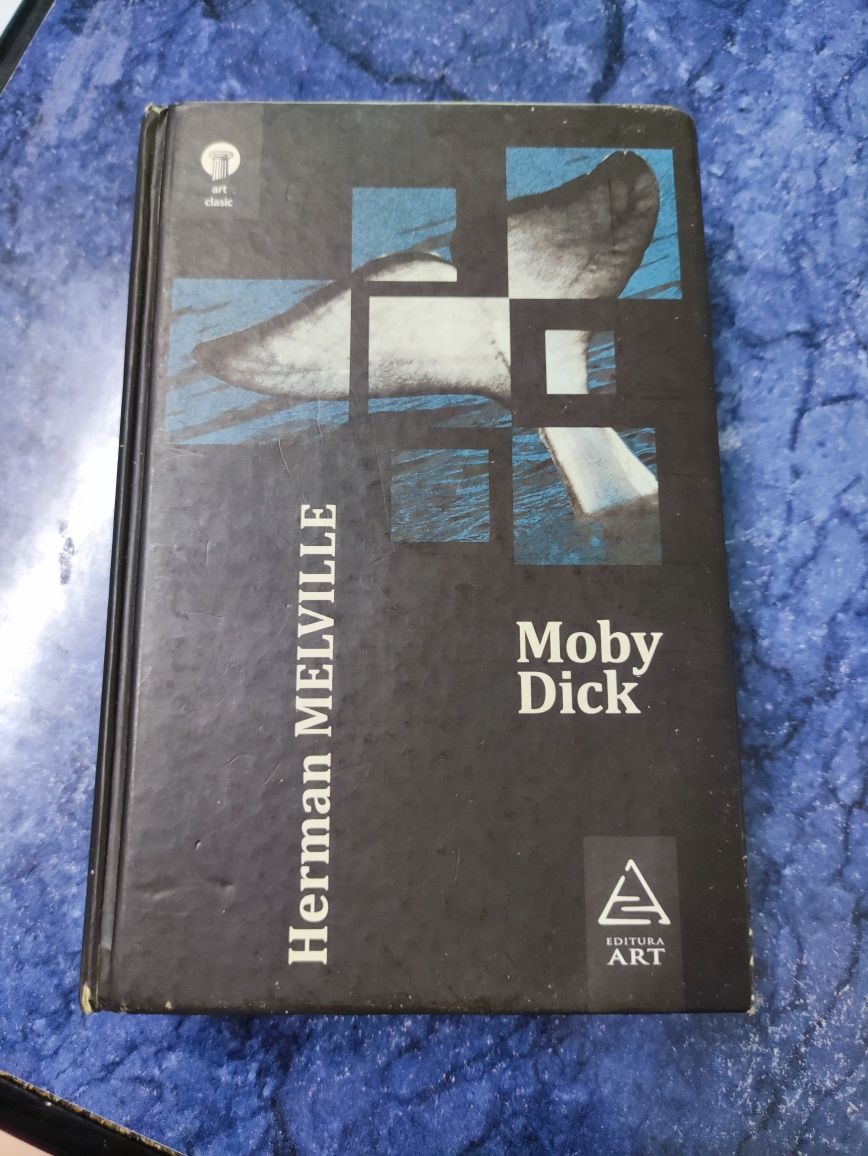 art
clasic
Herman MELVILLE
Moby
Dick
EDITURA
ART